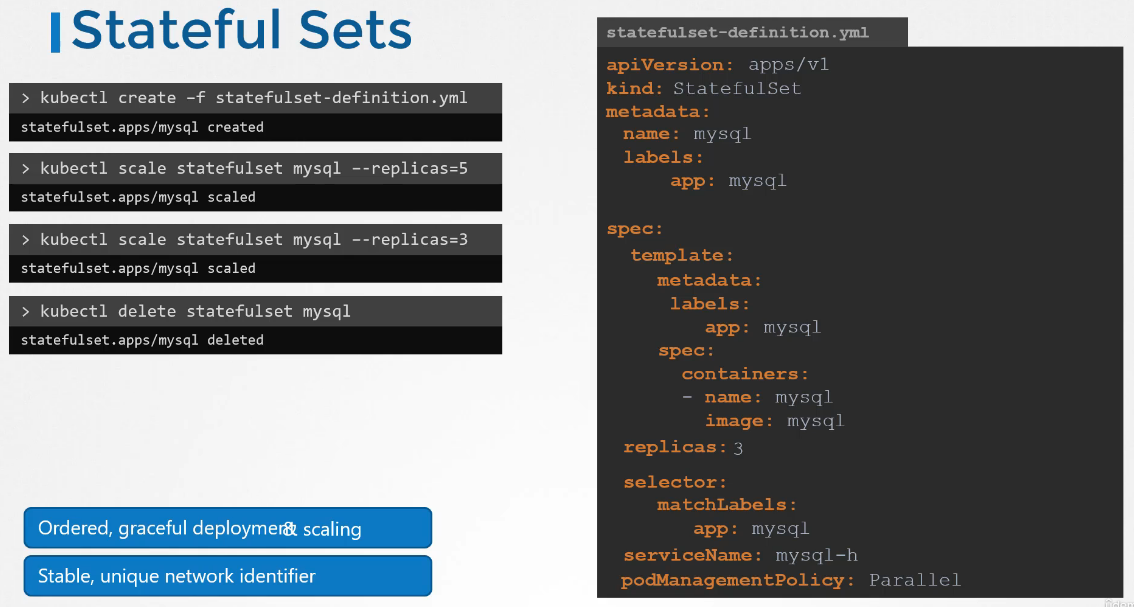 Stateful Sets
> kubectl create –f statefulset-definition.yml
statefulset.apps/mysql created
> kubectl scale statefulset mysql --replicas=5
statefulset.apps/mysql scaled
> kubectl scale statefulset mysql --replicas=3
statefulset.apps/mysql scaled
> kubectl delete statefulset mysql
statefulset.apps/mysql deleted
Ordered, graceful deployment & scaling
Stable, unique network identifier
statefulset-definition.yml
apiVersion: apps/v1
kind: StatefulSet
metadata:
name: mysql
labels:
app: mysql
spec:
template:
metadata:
labels:
app: mysql
spec:
containers:
- name: mysql
image: mysql
replicas: 3
selector:
matchLabels:
app: mysql
serviceName: mysql-h
podManagementPolicy: Parallel